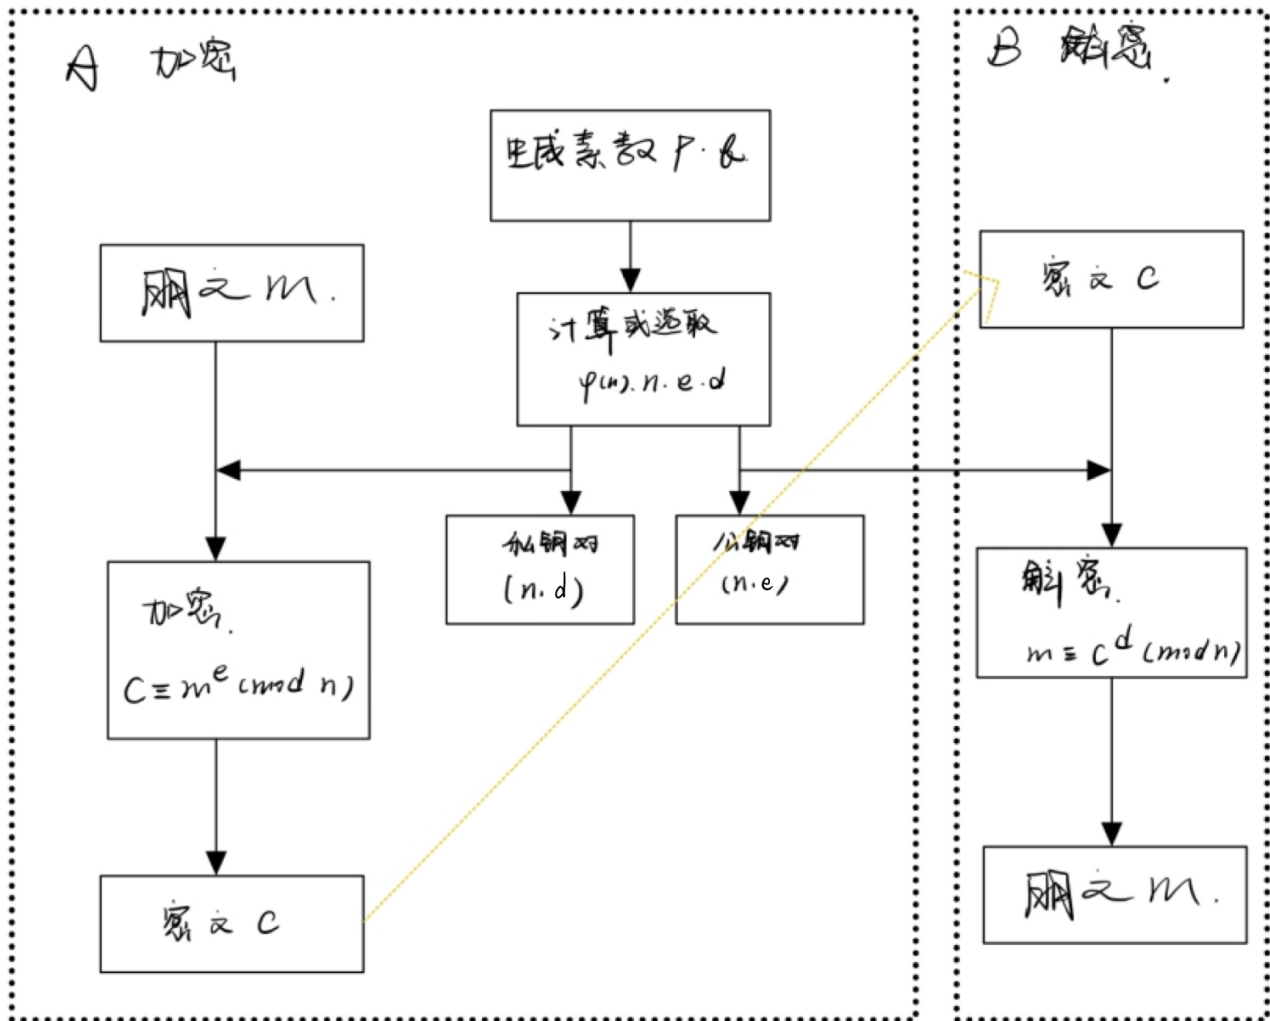 A 加密
B 解密.
生成素数 P.q
明文 m.
计算或选取
φ(n).n.e.d
密文 C
私钥对
(n.d)
公钥对
(n.e)
加密.
C≡m^e (mod n)
解密.
m≡c^d (mod n)
密文 C
明文 m.